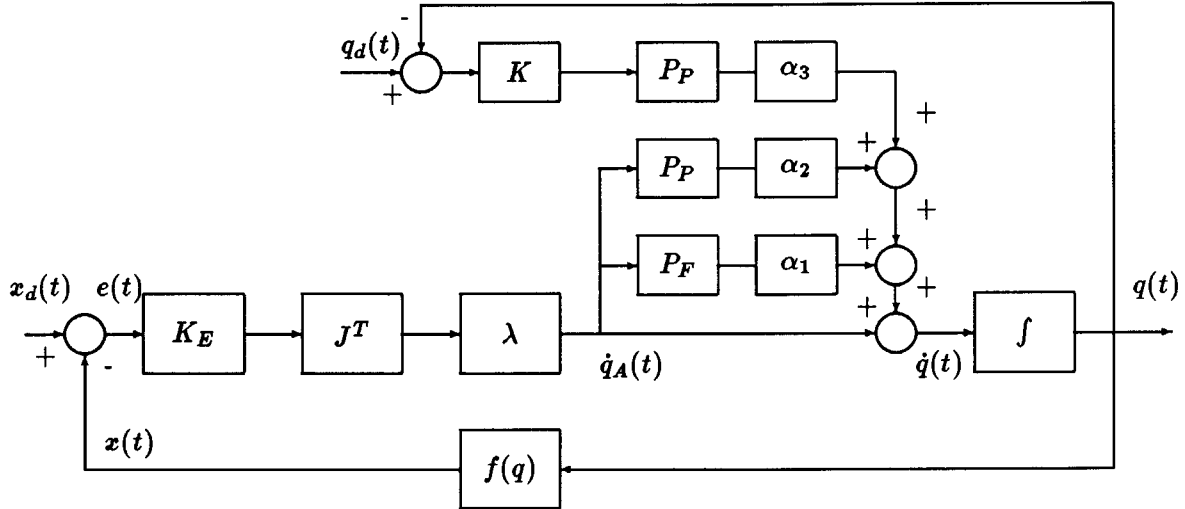 -
q_d(t)
+
K
P_P
α_3
+
P_P
α_2
+
+
P_F
α_1
+
+
x_d(t)
e(t)
+
-
K_E
J^T
λ
q̇_A(t)
+
q̇(t)
∫
q(t)
x(t)
f(q)